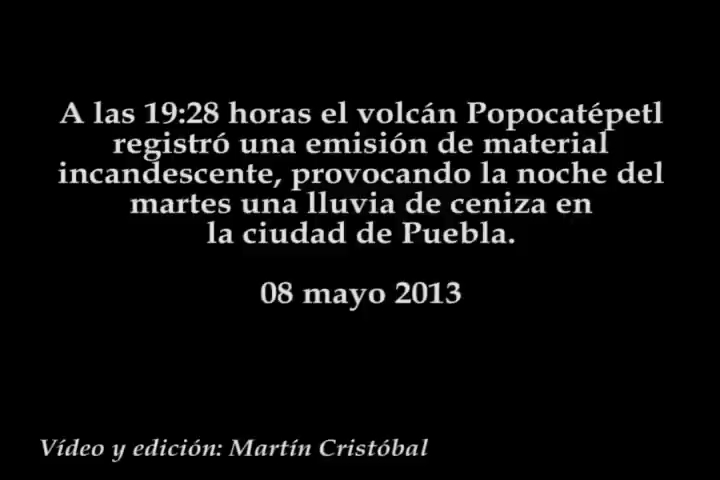 A las 19:28 horas el volcán Popocatépetl
registró una emisión de material
incandescente, provocando la noche del
martes una lluvia de ceniza en
la ciudad de Puebla.
08 mayo 2013
Vídeo y edición: Martín Cristóbal